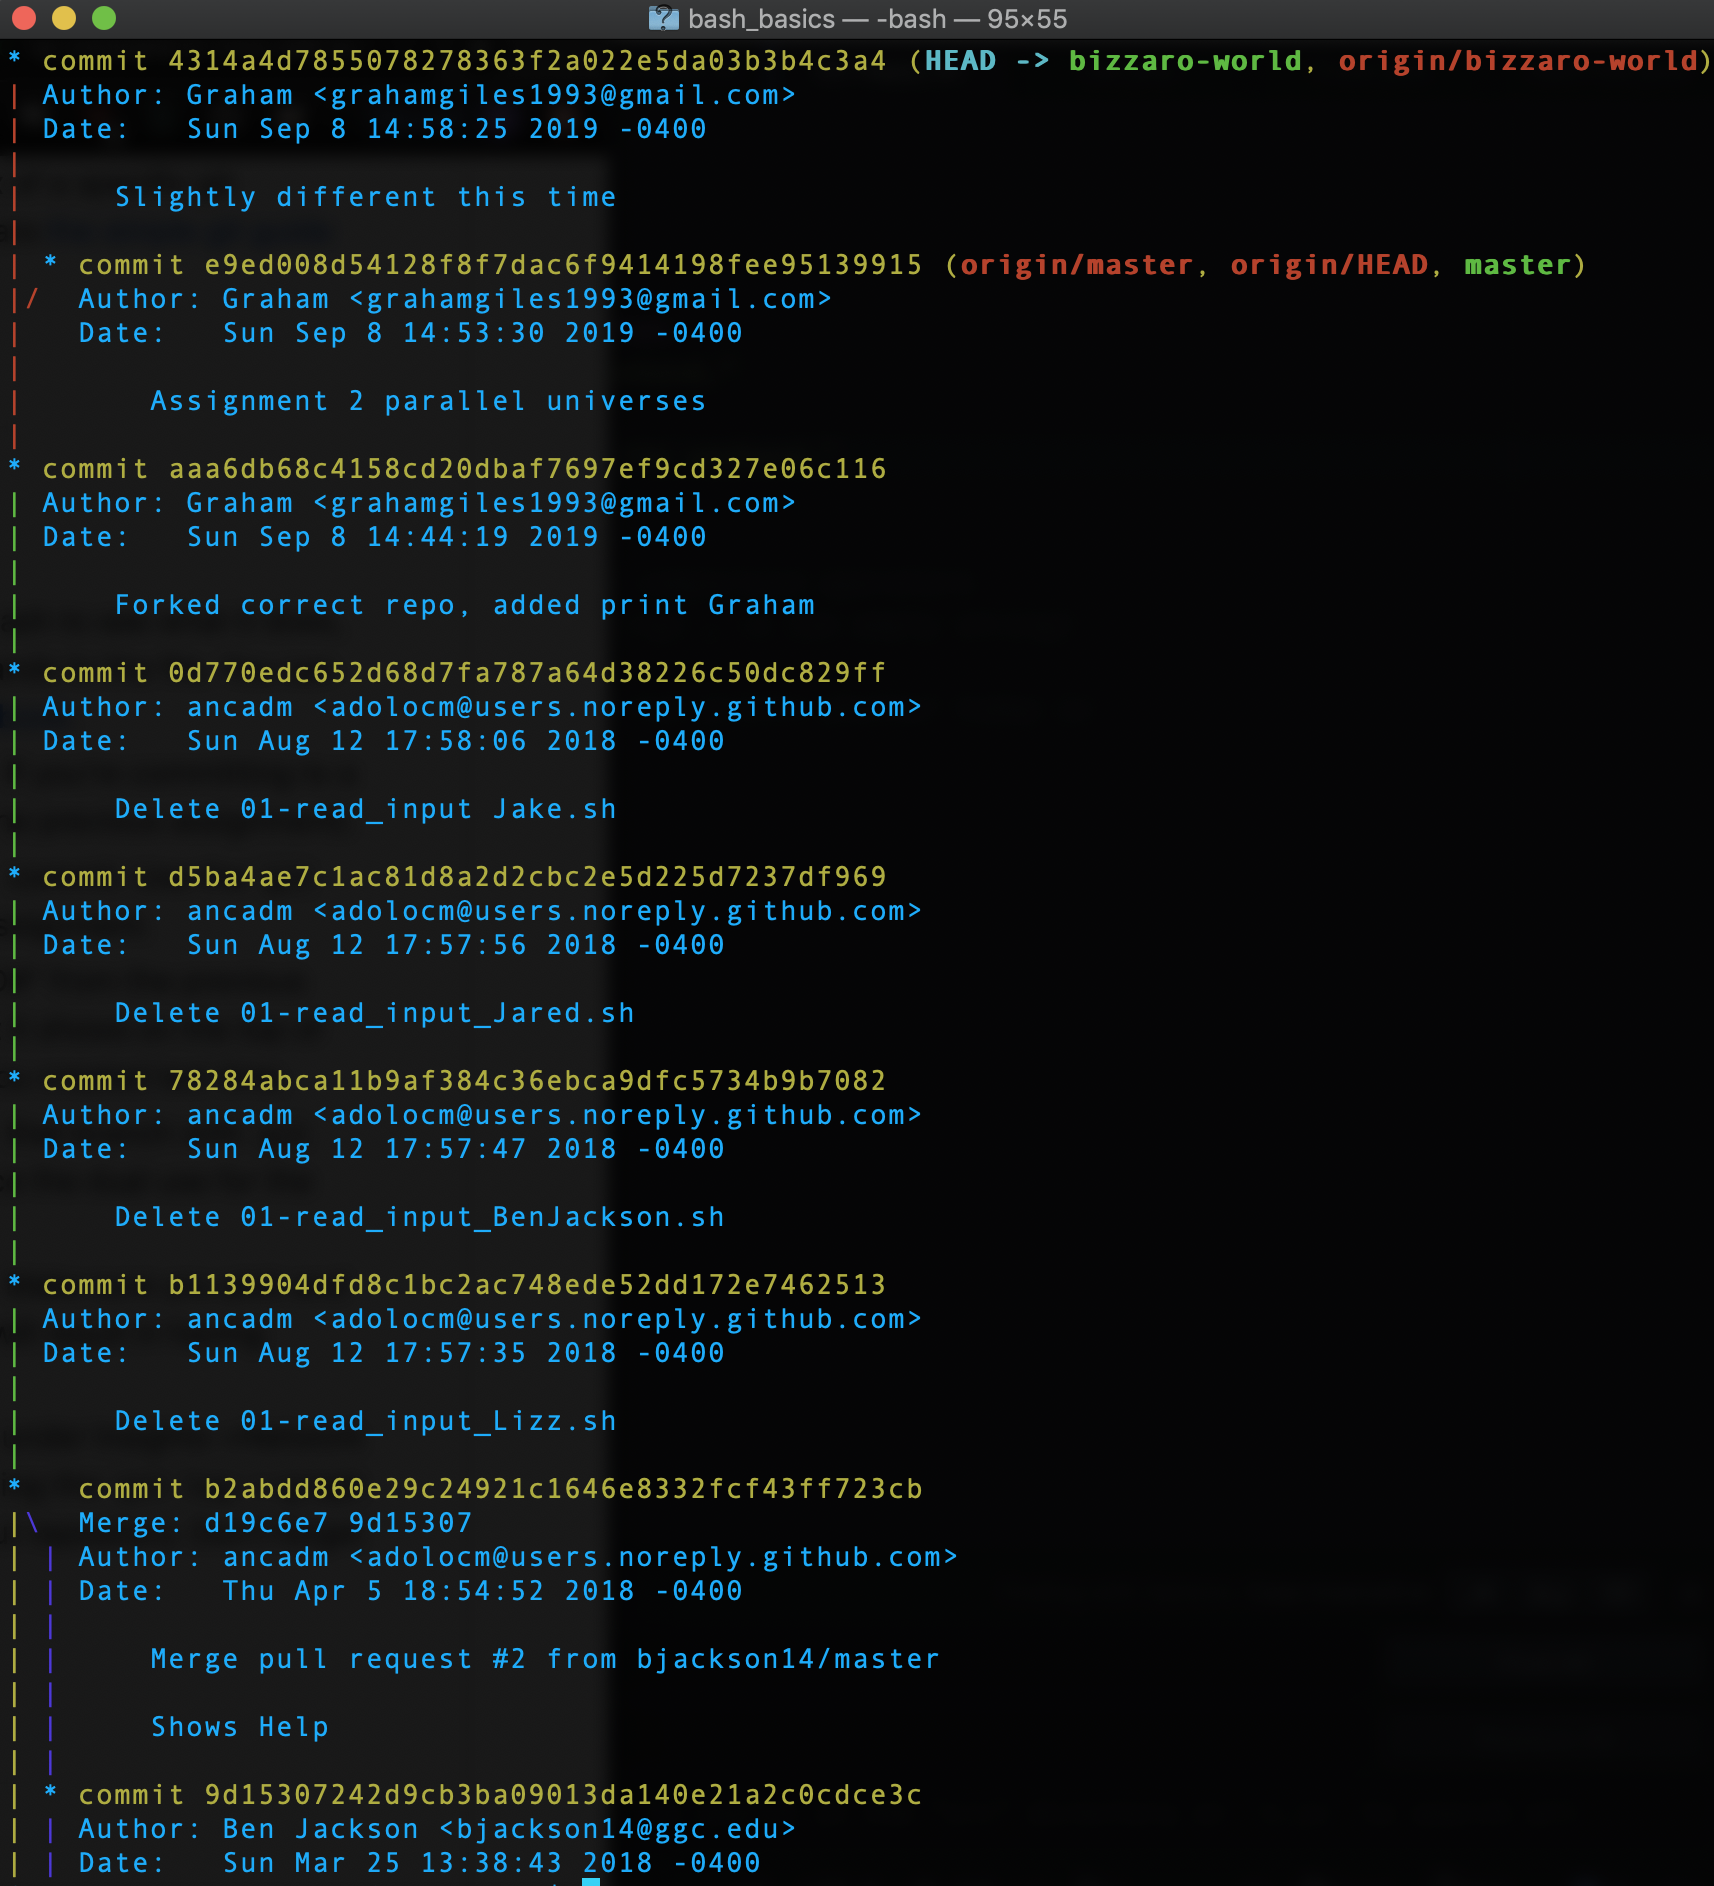 bash_basics — -bash — 95×55
* commit 4314a4d7855078278363f2a022e5da03b3b4c3a4 (HEAD -> bizzaro-world, origin/bizzaro-world)
| Author: Graham <grahamgiles1993@gmail.com>
| Date:   Sun Sep 8 14:58:25 2019 -0400
|
|     Slightly different this time
|
| * commit e9ed008d54128f8f7dac6f9414198fee95139915 (origin/master, origin/HEAD, master)
|/  Author: Graham <grahamgiles1993@gmail.com>
|   Date:   Sun Sep 8 14:53:30 2019 -0400
|
|       Assignment 2 parallel universes
|
* commit aaa6db68c4158cd20dbaf7697ef9cd327e06c116
| Author: Graham <grahamgiles1993@gmail.com>
| Date:   Sun Sep 8 14:44:19 2019 -0400
|
|     Forked correct repo, added print Graham
|
* commit 0d770edc652d68d7fa787a64d38226c50dc829ff
| Author: ancadm <adolocm@users.noreply.github.com>
| Date:   Sun Aug 12 17:58:06 2018 -0400
|
|     Delete 01-read_input Jake.sh
|
* commit d5ba4ae7c1ac81d8a2d2cbc2e5d225d7237df969
| Author: ancadm <adolocm@users.noreply.github.com>
| Date:   Sun Aug 12 17:57:56 2018 -0400
|
|     Delete 01-read_input_Jared.sh
|
* commit 78284abca11b9af384c36ebca9dfc5734b9b7082
| Author: ancadm <adolocm@users.noreply.github.com>
| Date:   Sun Aug 12 17:57:47 2018 -0400
|
|     Delete 01-read_input_BenJackson.sh
|
* commit b1139904dfd8c1bc2ac748ede52dd172e7462513
| Author: ancadm <adolocm@users.noreply.github.com>
| Date:   Sun Aug 12 17:57:35 2018 -0400
|
|     Delete 01-read_input_Lizz.sh
|
*   commit b2abdd860e29c24921c1646e8332fcf43ff723cb
|\  Merge: d19c6e7 9d15307
| | Author: ancadm <adolocm@users.noreply.github.com>
| | Date:   Thu Apr 5 18:54:52 2018 -0400
| |
| |     Merge pull request #2 from bjackson14/master
| |
| |     Shows Help
| |
| * commit 9d15307242d9cb3ba09013da140e21a2c0cdce3c
| | Author: Ben Jackson <bjackson14@ggc.edu>
| | Date:   Sun Mar 25 13:38:43 2018 -0400